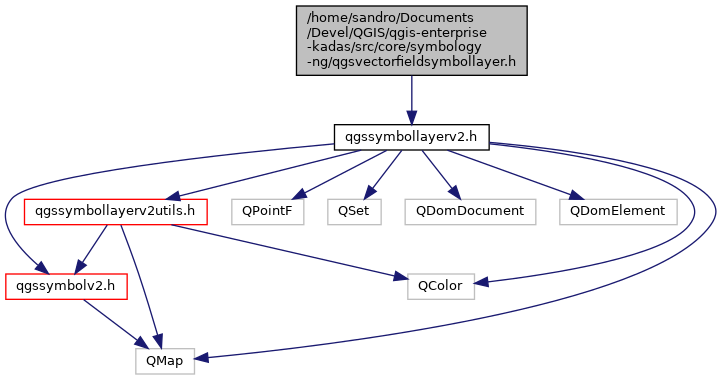 /home/sandro/Documents
/Devel/QGIS/qgis-enterprise
-kadas/src/core/symbology
-ng/qgsvectorfieldsymbollayer.h
qgssymbollayerv2.h
qgssymbollayerv2utils.h
QPointF
QSet
QDomDocument
QDomElement
qgssymbolv2.h
QColor
QMap